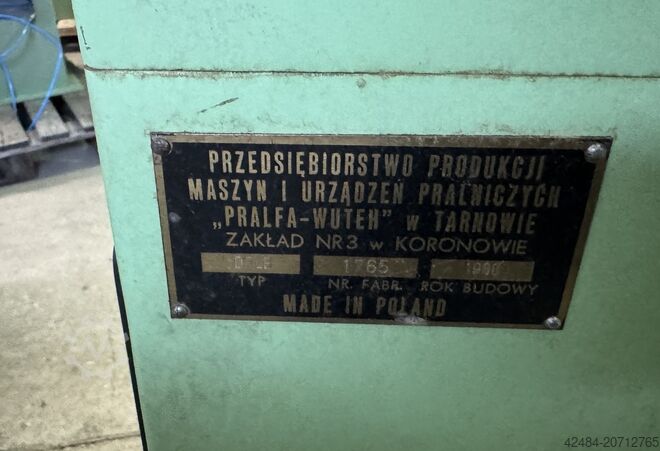 PRZEDSIĘBIORSTWO PRODUKCJI
MASZYN I URZĄDZEŃ PRALNICZYCH
„PRALFA-WUTEH" w TARNOWIE
ZAKŁAD NR3 w KORONOWIE
1765
TYP NR. FABR. ROK BUDOWY
MADE IN POLAND
42484-20712765